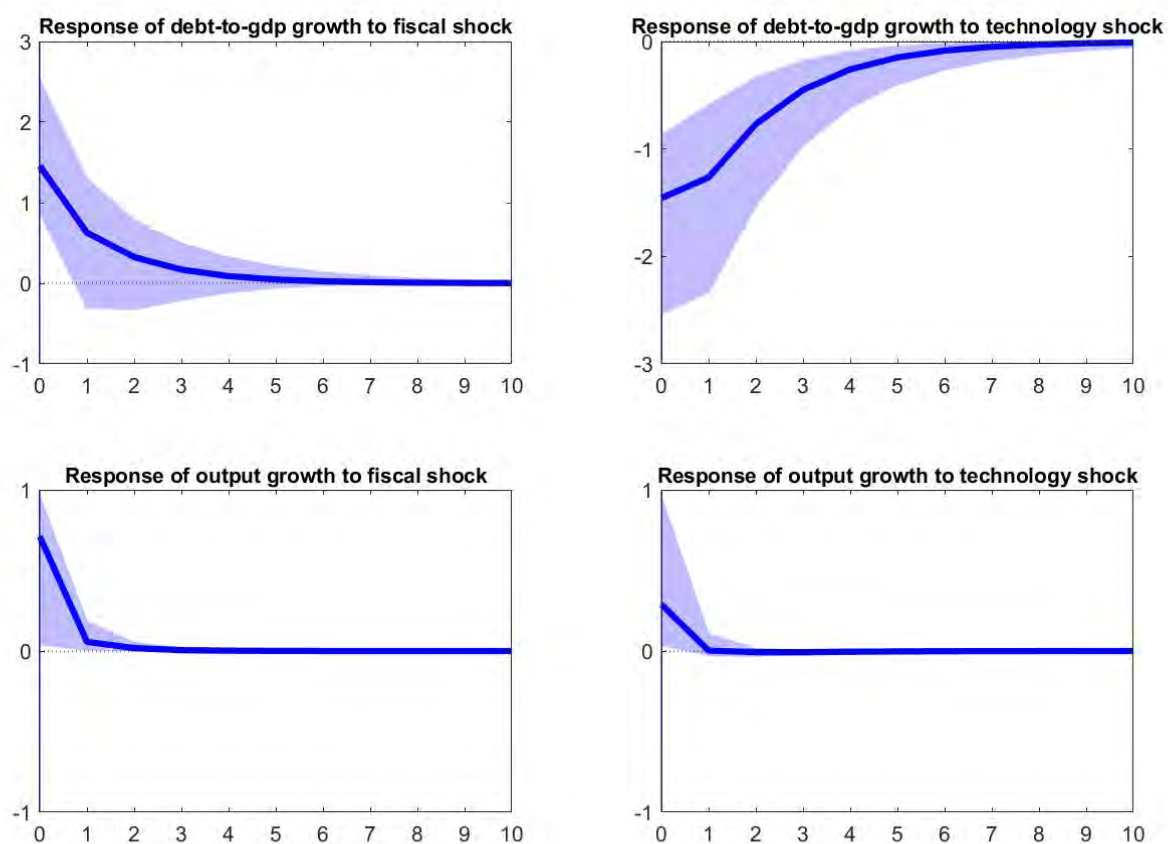 Response of debt-to-gdp growth to fiscal shock
3
2
1
0
-1
0 1 2 3 4 5 6 7 8 9 10
Response of debt-to-gdp growth to technology shock
0
-1
-2
-3
0 1 2 3 4 5 6 7 8 9 10
Response of output growth to fiscal shock
1
0
-1
0 1 2 3 4 5 6 7 8 9 10
Response of output growth to technology shock
1
0
-1
0 1 2 3 4 5 6 7 8 9 10